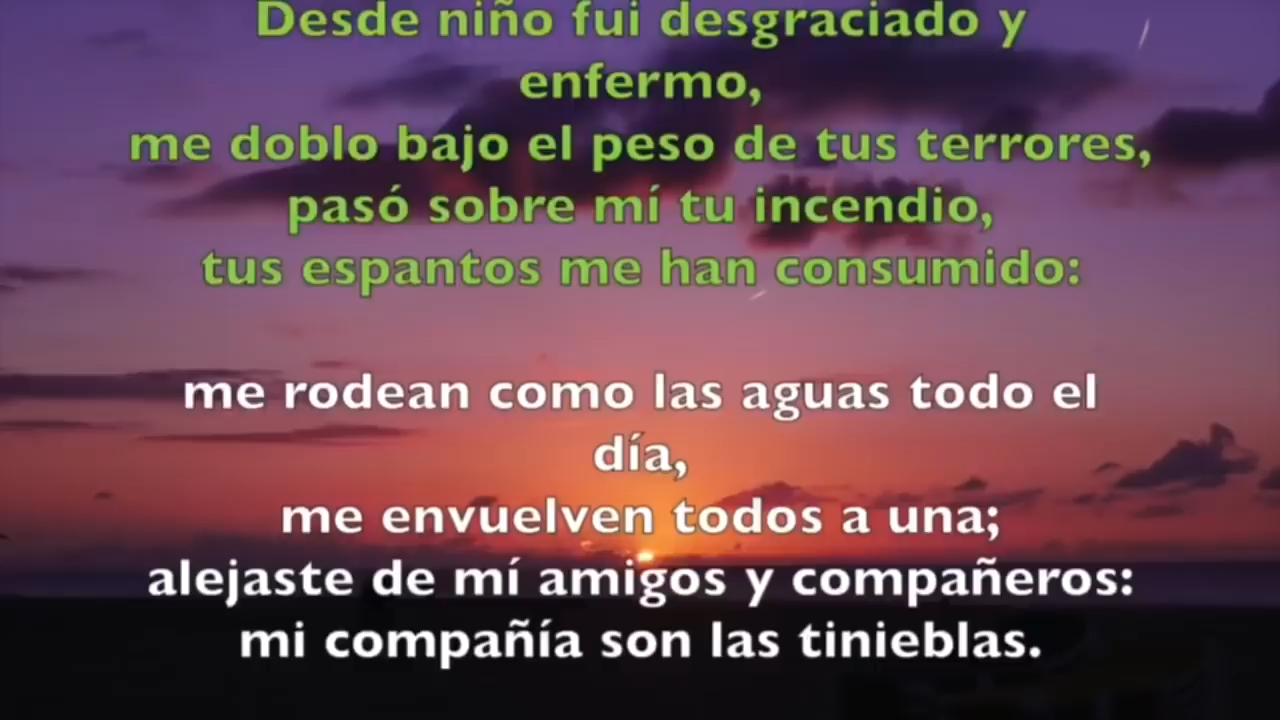 Desde niño fui desgraciado y
enfermo,
me doblo bajo el peso de tus terrores,
pasó sobre mí tu incendio,
tus espantos me han consumido:
me rodean como las aguas todo el
día,
me envuelven todos a una;
alejaste de mí amigos y compañeros:
mi compañía son las tinieblas.